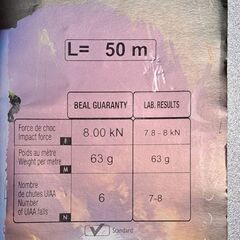 L= 50 m
BEAL GUARANTY LAB. RESULTS
Force de choc
Impact force
F
8.00 kN 7.8 - 8 kN
Poids au mètre
Weight per metre
M
63 g 63 g
Nombre
de chutes UIAA
Number
of UIAA falls
N
6 7-8
Standard